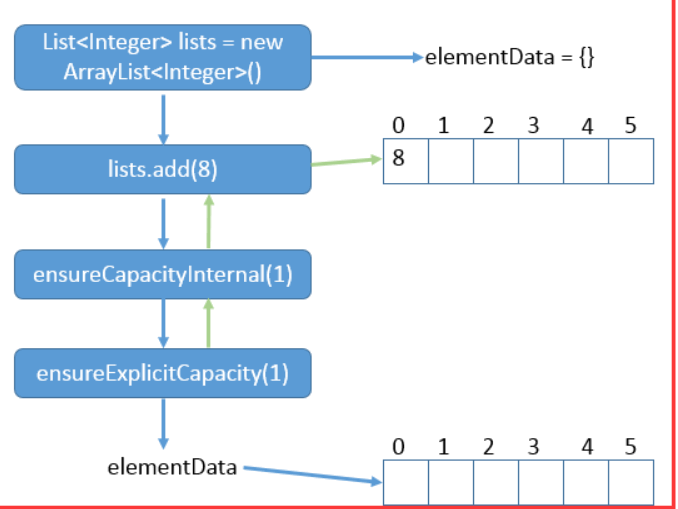 List<Integer> lists = new
ArrayList<Integer>()
elementData = {}
0 1 2 3 4 5
lists.add(8)
8
ensureCapacityInternal(1)
ensureExplicitCapacity(1)
elementData
0 1 2 3 4 5